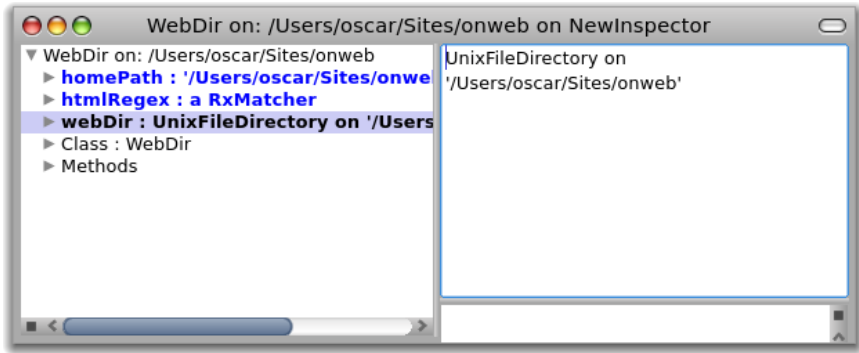 WebDir on: /Users/oscar/Sites/onweb on NewInspector
WebDir on: /Users/oscar/Sites/onweb
homePath : '/Users/oscar/Sites/onwe
htmlRegex : a RxMatcher
webDir : UnixFileDirectory on '/Users
Class : WebDir
Methods
UnixFileDirectory on
'/Users/oscar/Sites/onweb'